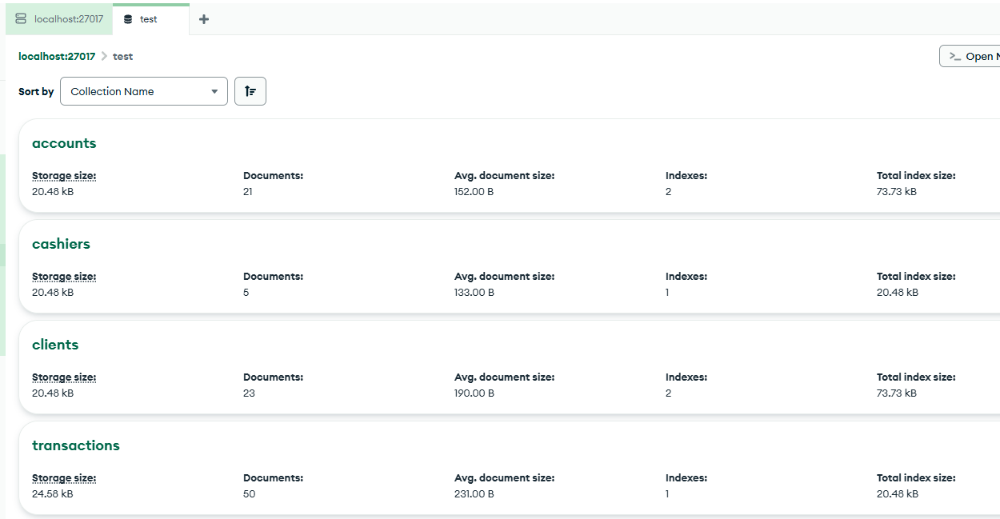 localhost:27017 test
localhost:27017 > test
>_ Open
Sort by Collection Name
accounts
Storage size: Documents: Avg. document size: Indexes: Total index size:
20.48 kB 21 152.00 B 2 73.73 kB
cashiers
Storage size: Documents: Avg. document size: Indexes: Total index size:
20.48 kB 5 133.00 B 1 20.48 kB
clients
Storage size: Documents: Avg. document size: Indexes: Total index size:
20.48 kB 23 190.00 B 2 73.73 kB
transactions
Storage size: Documents: Avg. document size: Indexes: Total index size:
24.58 kB 50 231.00 B 1 20.48 kB